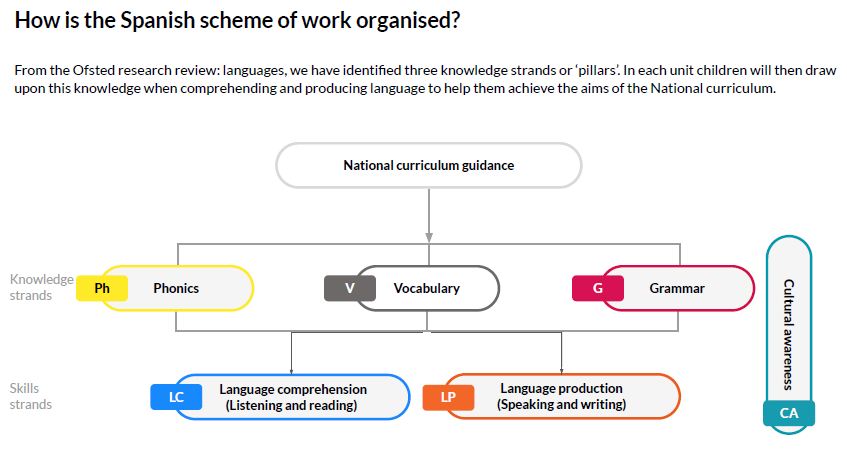 How is the Spanish scheme of work organised?
From the Ofsted research review: languages, we have identified three knowledge strands or ‘pillars’. In each unit children will then draw
upon this knowledge when comprehending and producing language to help them achieve the aims of the National curriculum.
National curriculum guidance
Knowledge
strands
Ph
Phonics
V
Vocabulary
G
Grammar
Cultural awareness
CA
Skills
strands
LC
Language comprehension
(Listening and reading)
LP
Language production
(Speaking and writing)